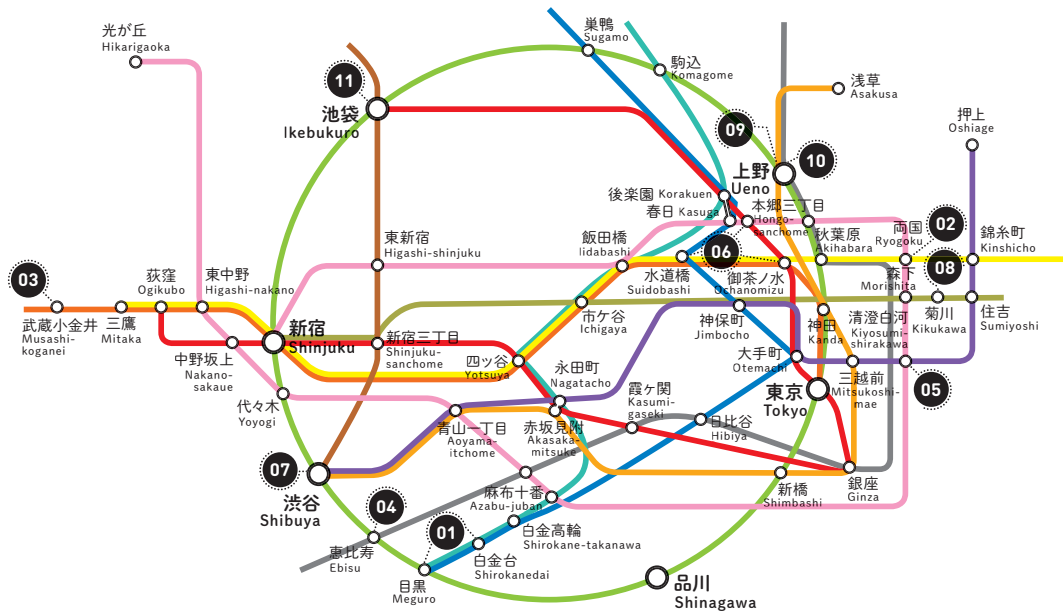 光が丘
Hikarigaoka
巣鴨
Sugamo
駒込
Komagome
11
池袋
Ikebukuro
浅草
Asakusa
押上
Oshiage
09
10
上野
Ueno
後楽園 Korakuen
春日 Kasuga
本郷三丁目
Hongo-
sanchome
秋葉原
Akihabara
両国
Ryogoku
02
錦糸町
Kinshicho
東新宿
Higashi-shinjuku
飯田橋
Iidabashi
水道橋
Suidobashi
06
御茶ノ水
Ochanomizu
森下
Morishita
08
03
武蔵小金井
Musashi-
koganei
三鷹
Mitaka
荻窪
Ogikubo
東中野
Higashi-nakano
新宿
Shinjuku
新宿三丁目
Shinjuku-
sanchome
市ケ谷
Ichigaya
神保町
Jimbocho
神田
Kanda
清澄白河
Kiyosumi-
shirakawa
菊川
Kikukawa
住吉
Sumiyoshi
中野坂上
Nakano-
sakaue
四ッ谷
Yotsuya
永田町
Nagatacho
大手町
Otemachi
三越前
Mitsukoshi-
mae
05
代々木
Yoyogi
青山一丁目
Aoyama-
itchome
赤坂見附
Akasaka-
mitsuke
霞ヶ関
Kasumi-
gaseki
日比谷
Hibiya
東京
Tokyo
07
渋谷
Shibuya
麻布十番
Azabu-juban
新橋
Shimbashi
銀座
Ginza
04
恵比寿
Ebisu
01
白金高輪
Shirokane-takanawa
白金台
Shirokanedai
目黒
Meguro
品川
Shinagawa